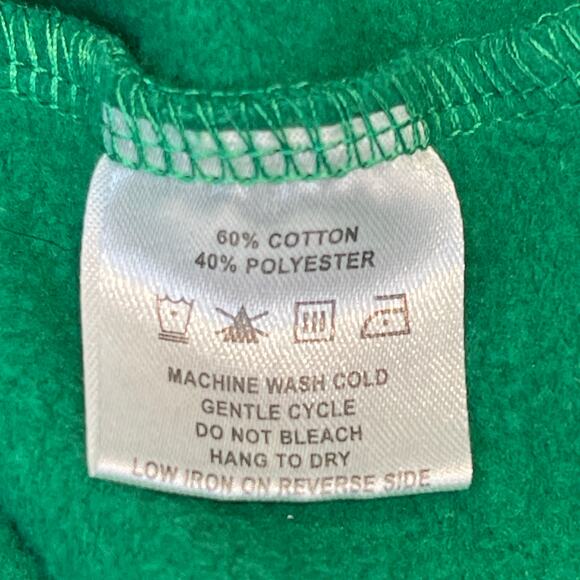 60% COTTON
40% POLYESTER
MACHINE WASH COLD
GENTLE CYCLE
DO NOT BLEACH
HANG TO DRY
LOW IRON ON REVERSE SIDE